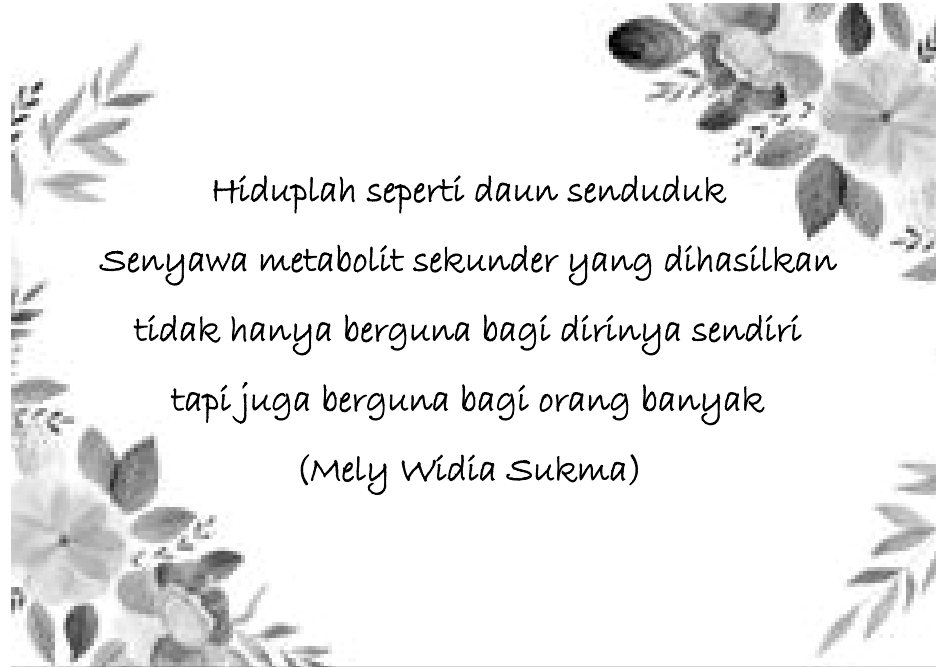 Hiduplah seperti daun senduduk
Senyawa metabolit sekunder yang dihasilkan
tidak hanya berguna bagi dirinya sendiri
tapi juga berguna bagi orang banyak
(Mely Widia Sukma)